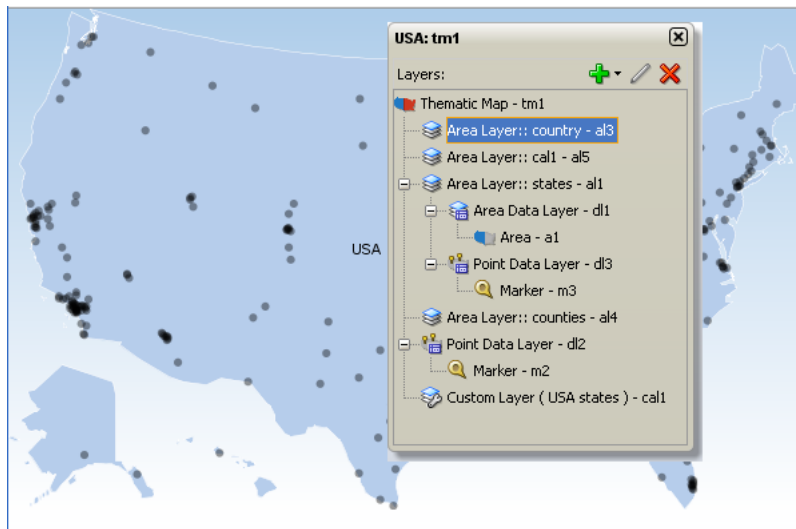 USA: tm1
Layers:
Thematic Map - tm1
Area Layer:: country - al3
Area Layer:: cal1 - al5
Area Layer:: states - al1
Area Data Layer - dl1
Area - a1
USA
Point Data Layer - dl3
Marker - m3
Area Layer:: counties - al4
Point Data Layer - dl2
Marker - m2
Custom Layer ( USA states ) - cal1